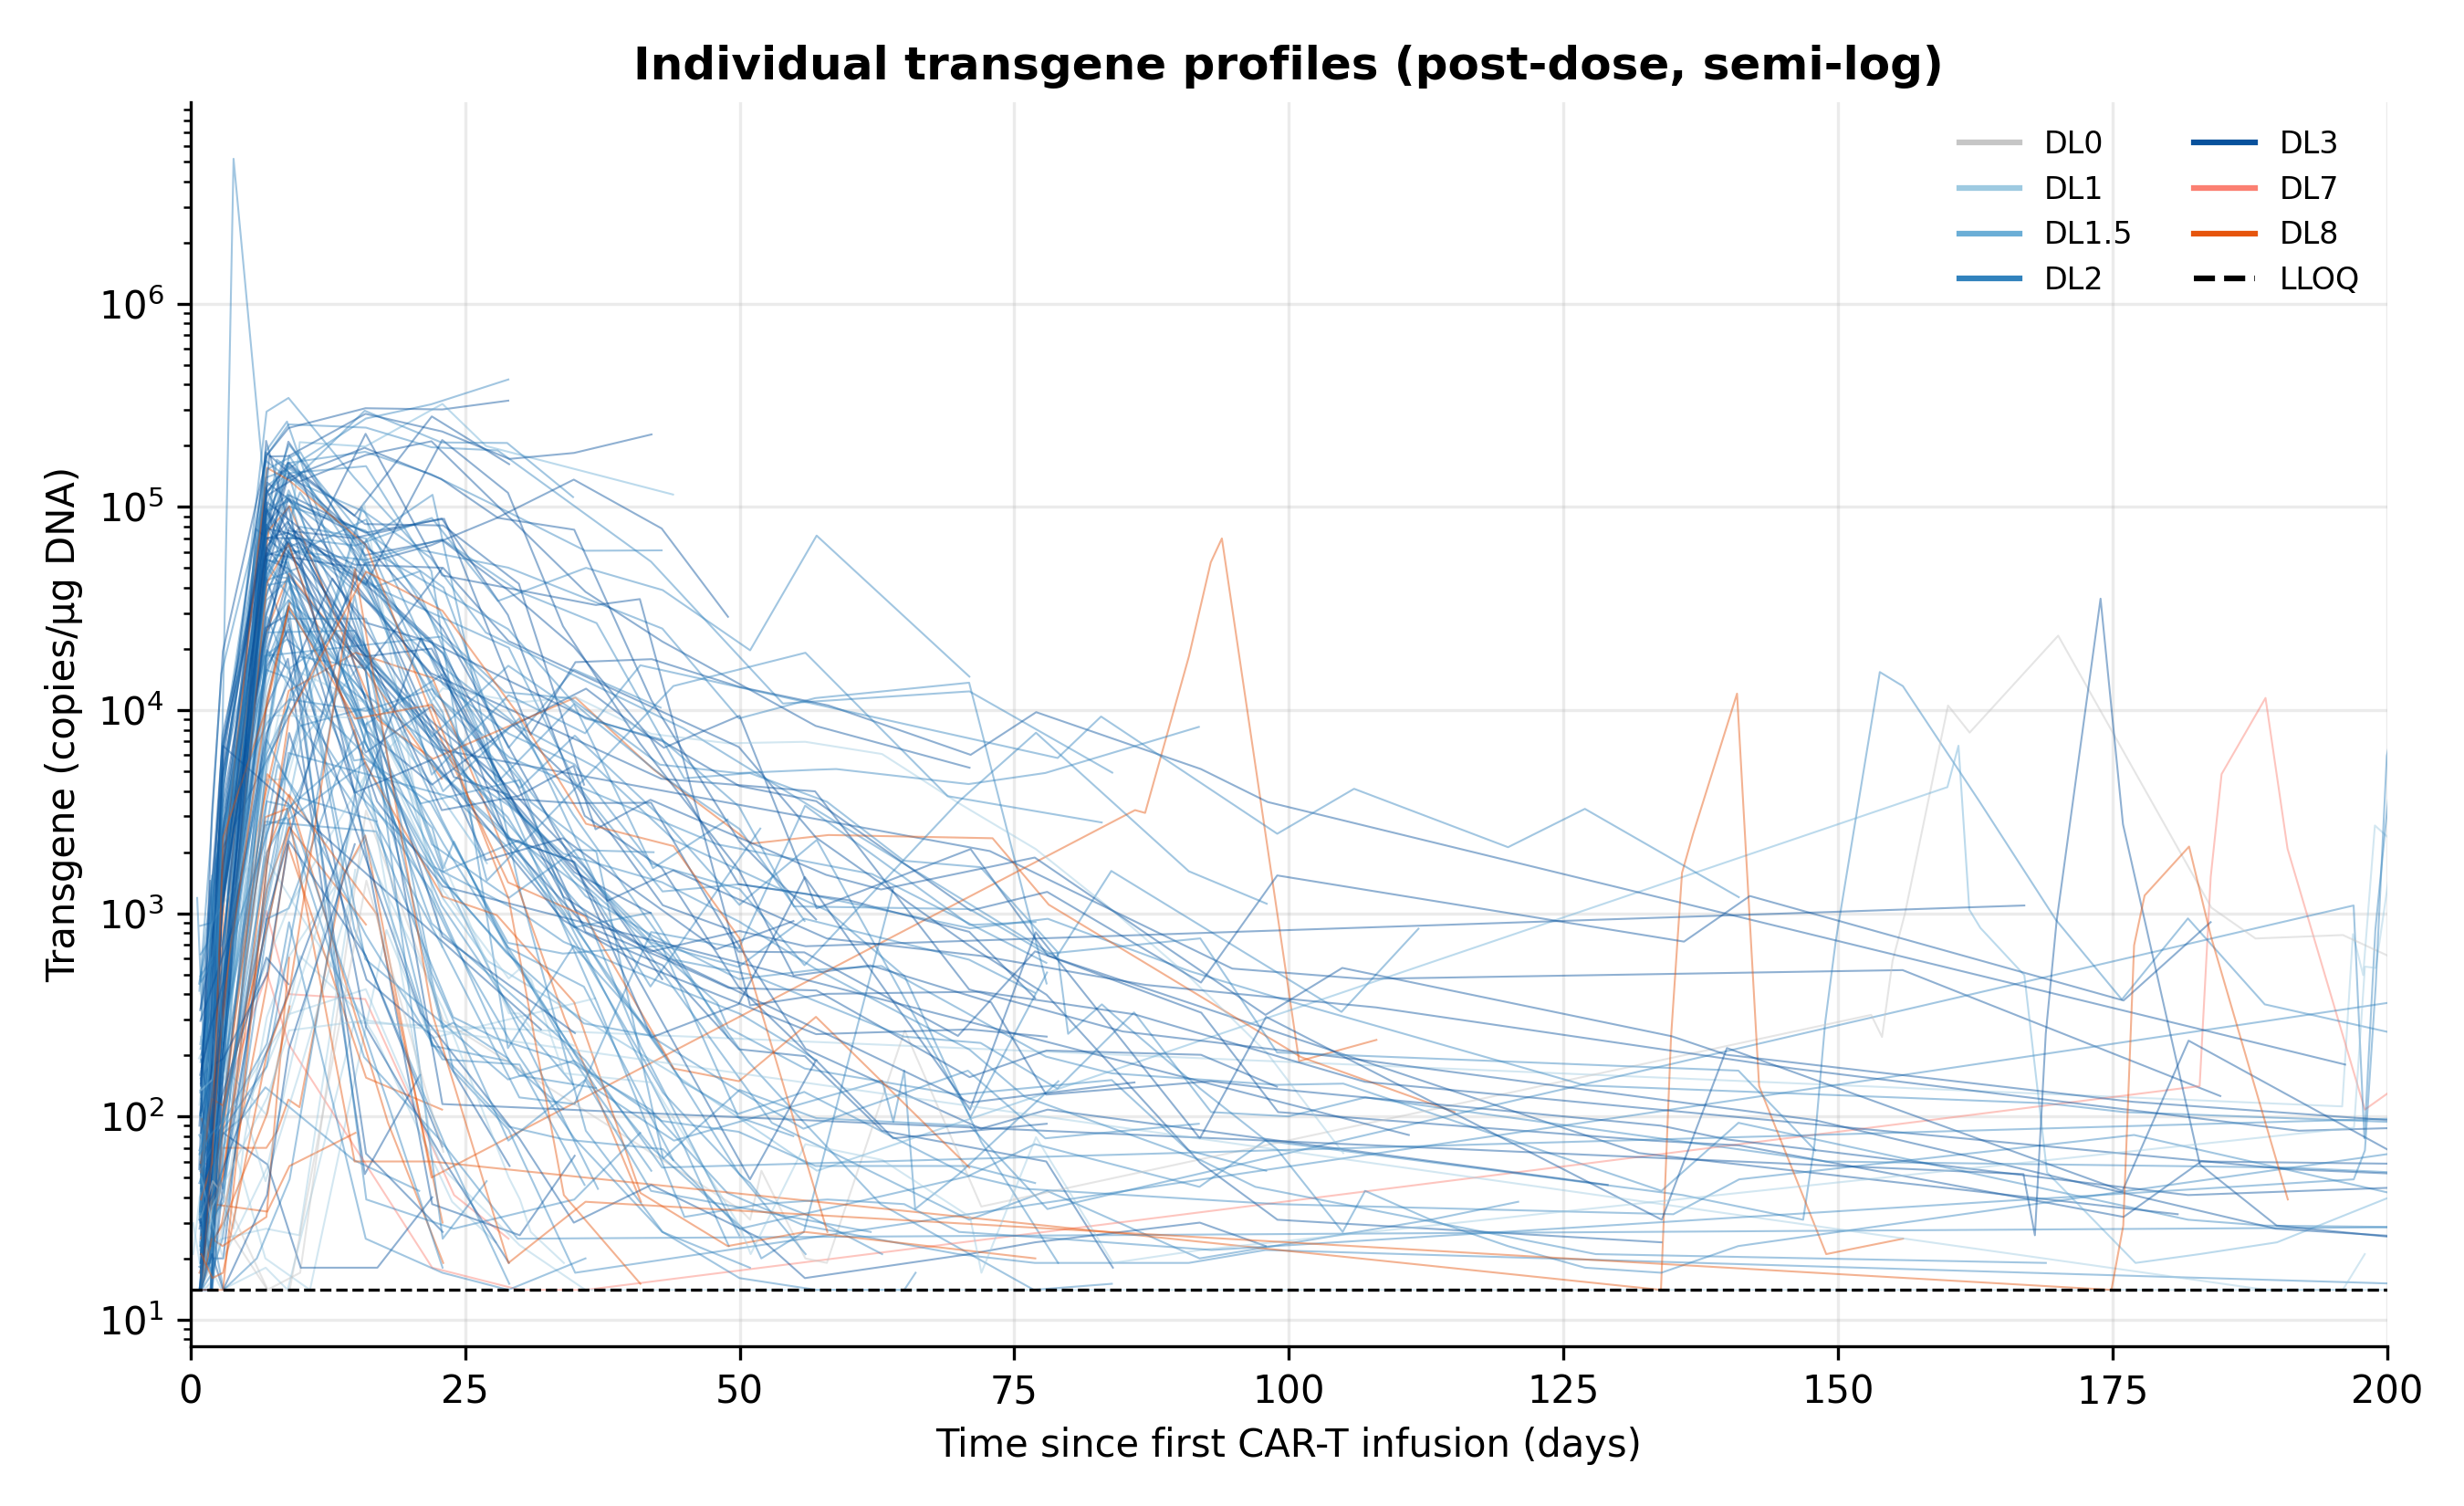 Individual transgene profiles (post-dose, semi-log)
Transgene (copies/µg DNA)
10⁶
10⁵
10⁴
10³
10²
10¹
DL0
DL1
DL1.5
DL2
DL3
DL7
DL8
LLOQ
0 25 50 75 100 125 150 175 200
Time since first CAR-T infusion (days)